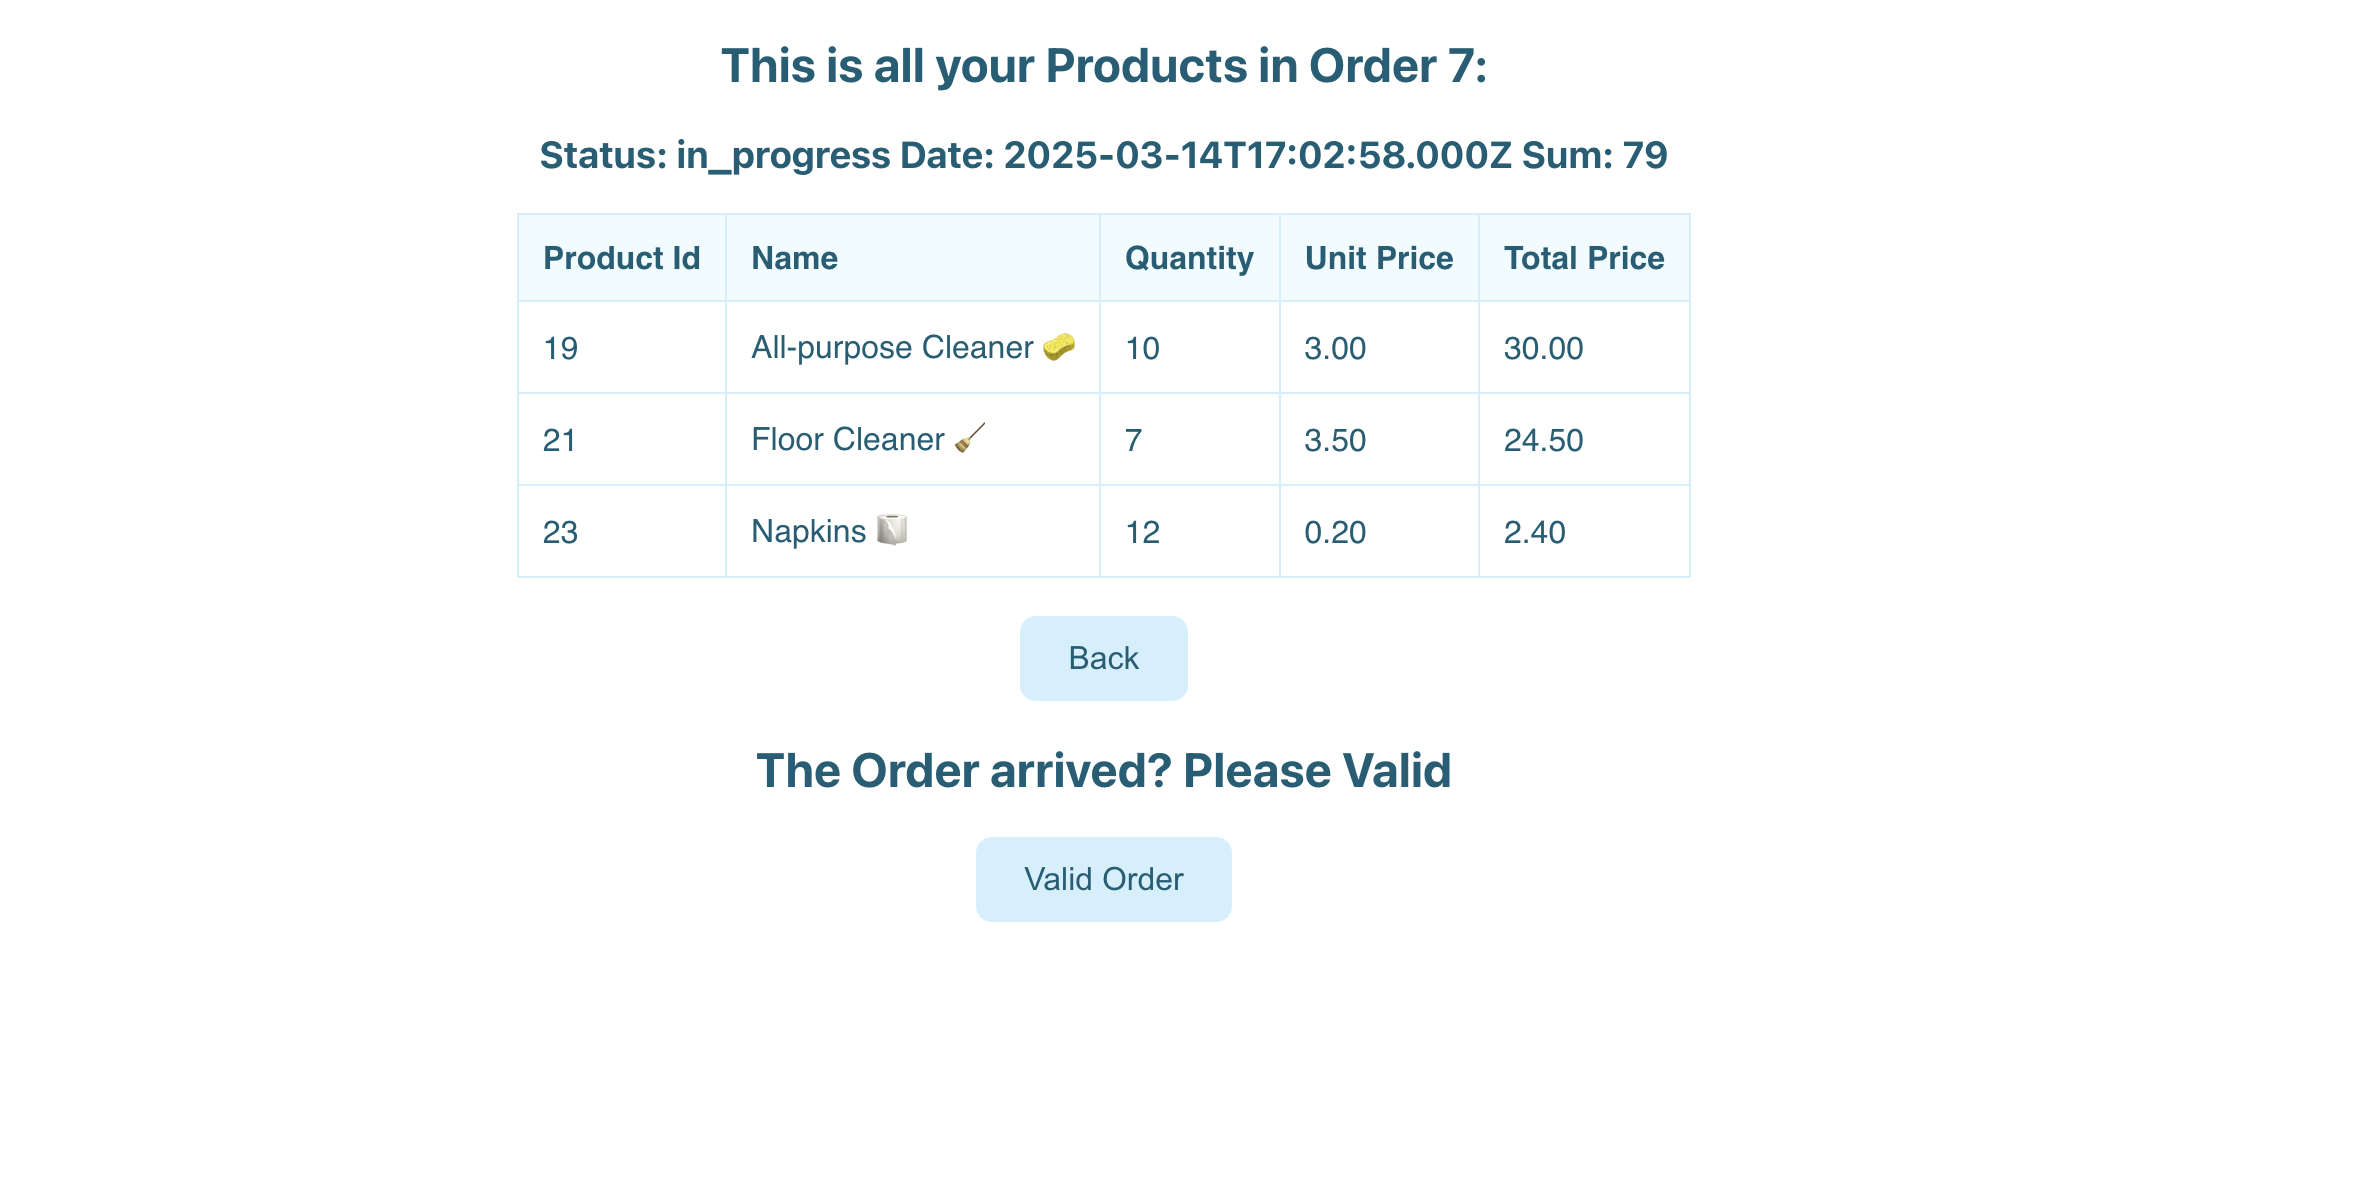 This is all your Products in Order 7:
Status: in_progress Date: 2025-03-14T17:02:58.000Z Sum: 79
Product Id Name Quantity Unit Price Total Price
19 All-purpose Cleaner 🧽 10 3.00 30.00
21 Floor Cleaner 🧹 7 3.50 24.50
23 Napkins 🧻 12 0.20 2.40
Back
The Order arrived? Please Valid
Valid Order